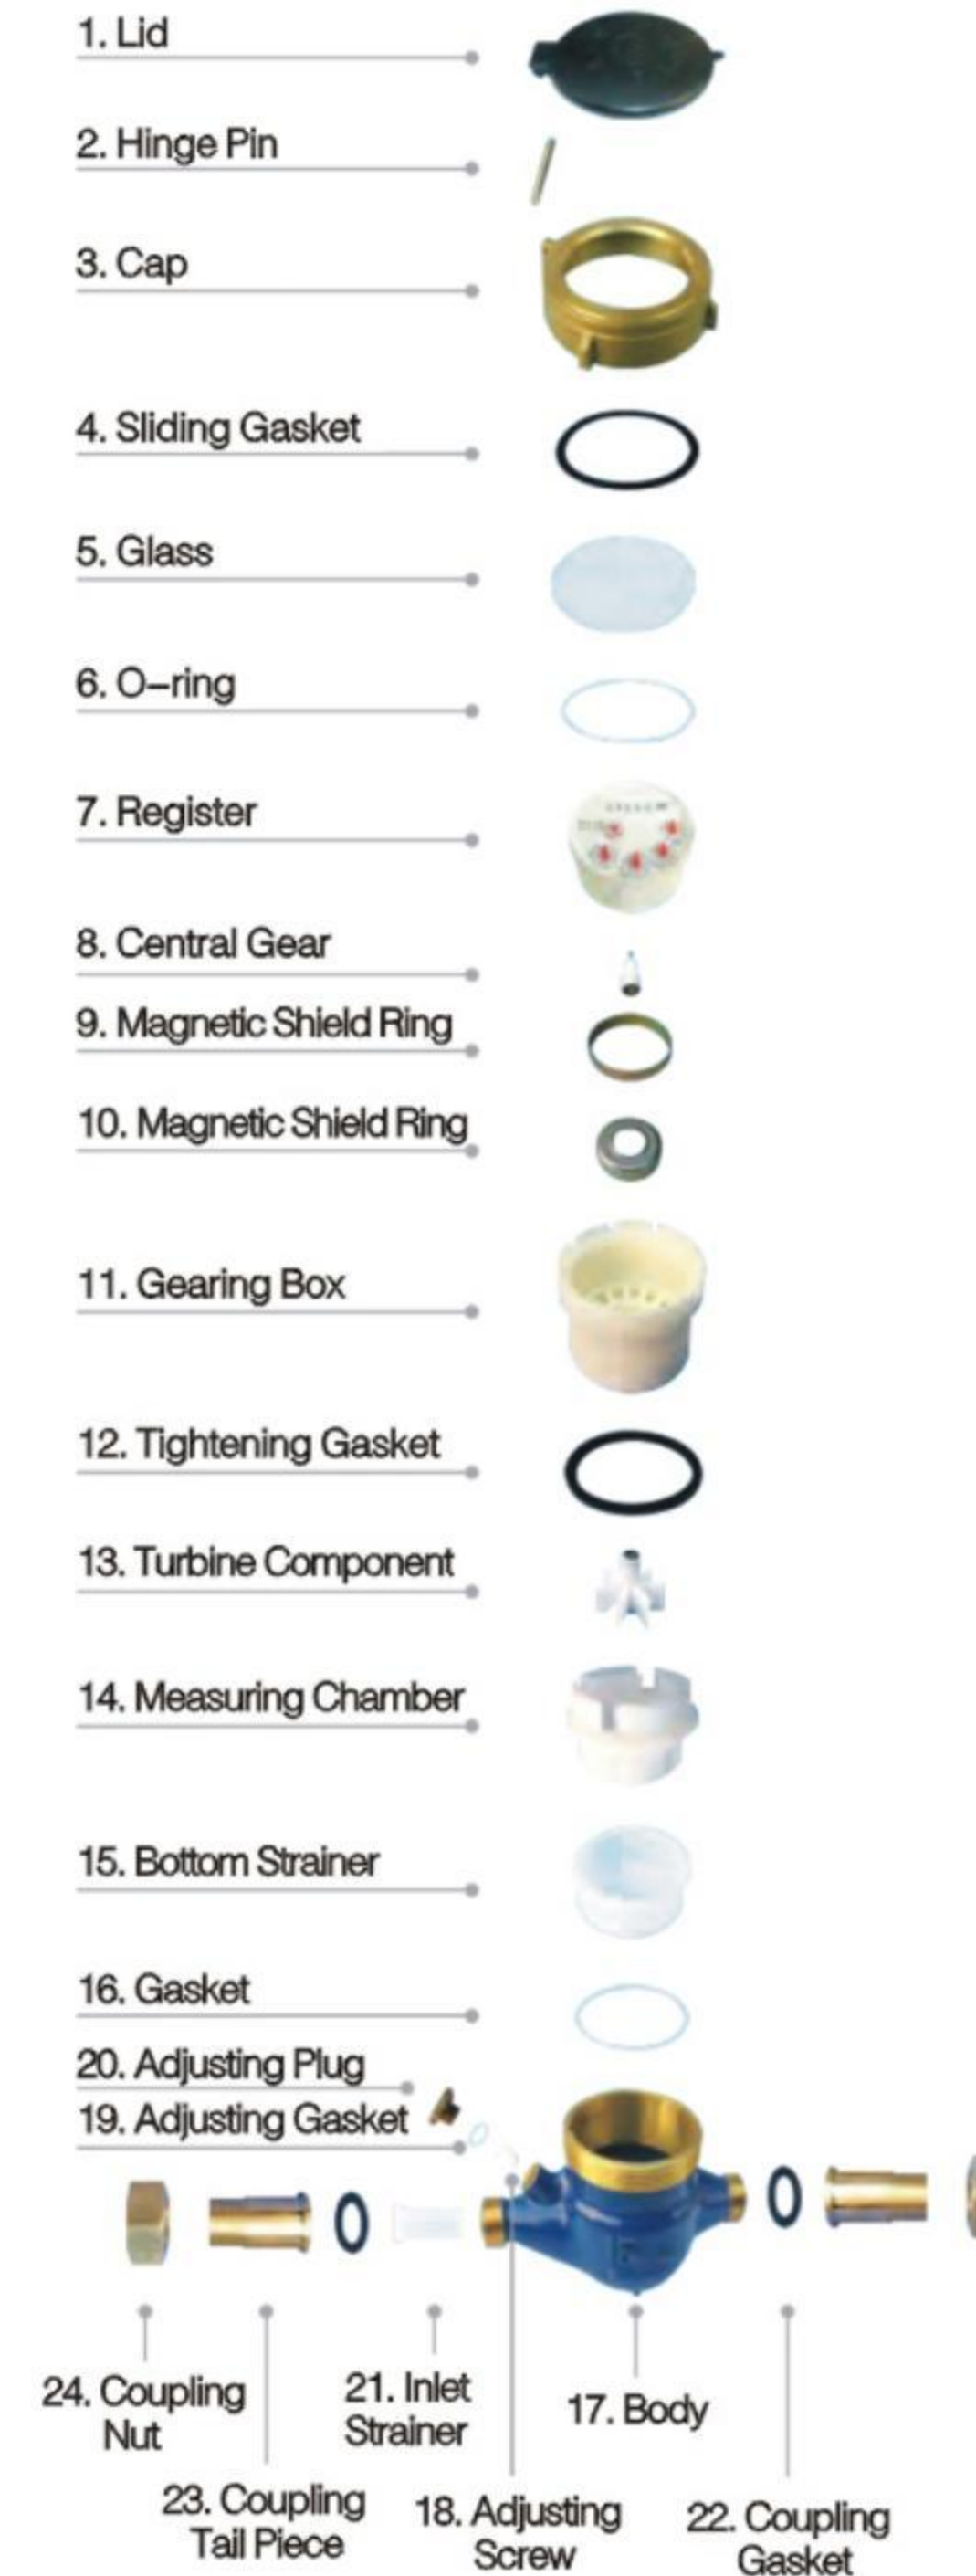 1. Lid
2. Hinge Pin
3. Cap
4. Sliding Gasket
5. Glass
6. O–ring
7. Register
8. Central Gear
9. Magnetic Shield Ring
10. Magnetic Shield Ring
11. Gearing Box
12. Tightening Gasket
13. Turbine Component
14. Measuring Chamber
15. Bottom Strainer
16. Gasket
20. Adjusting Plug
19. Adjusting Gasket
24. Coupling
Nut
21. Inlet
Strainer
17. Body
23. Coupling
Tail Piece
18. Adjusting
Screw
22. Coupling
Gasket